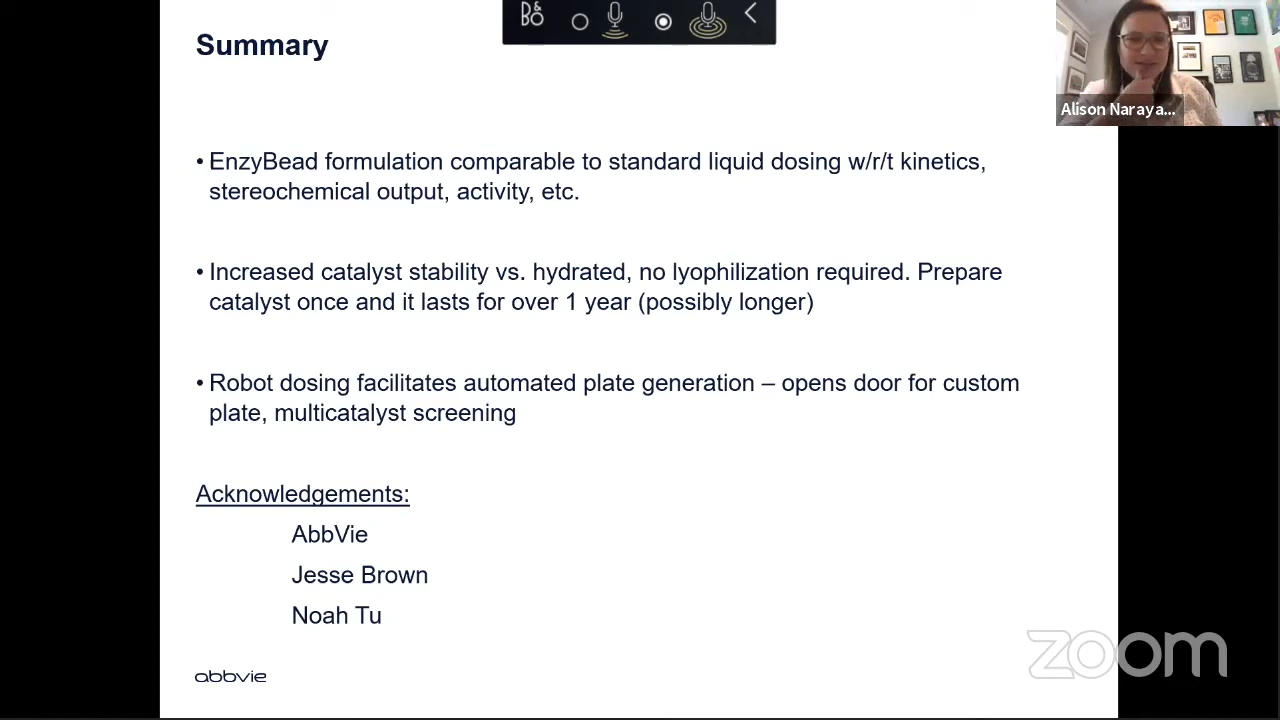 B&O
Summary
Alison Naraya...
• EnzyBead formulation comparable to standard liquid dosing w/r/t kinetics,
stereochemical output, activity, etc.
• Increased catalyst stability vs. hydrated, no lyophilization required. Prepare
catalyst once and it lasts for over 1 year (possibly longer)
• Robot dosing facilitates automated plate generation – opens door for custom
plate, multicatalyst screening
Acknowledgements:
AbbVie
Jesse Brown
Noah Tu
abbvie
zoom